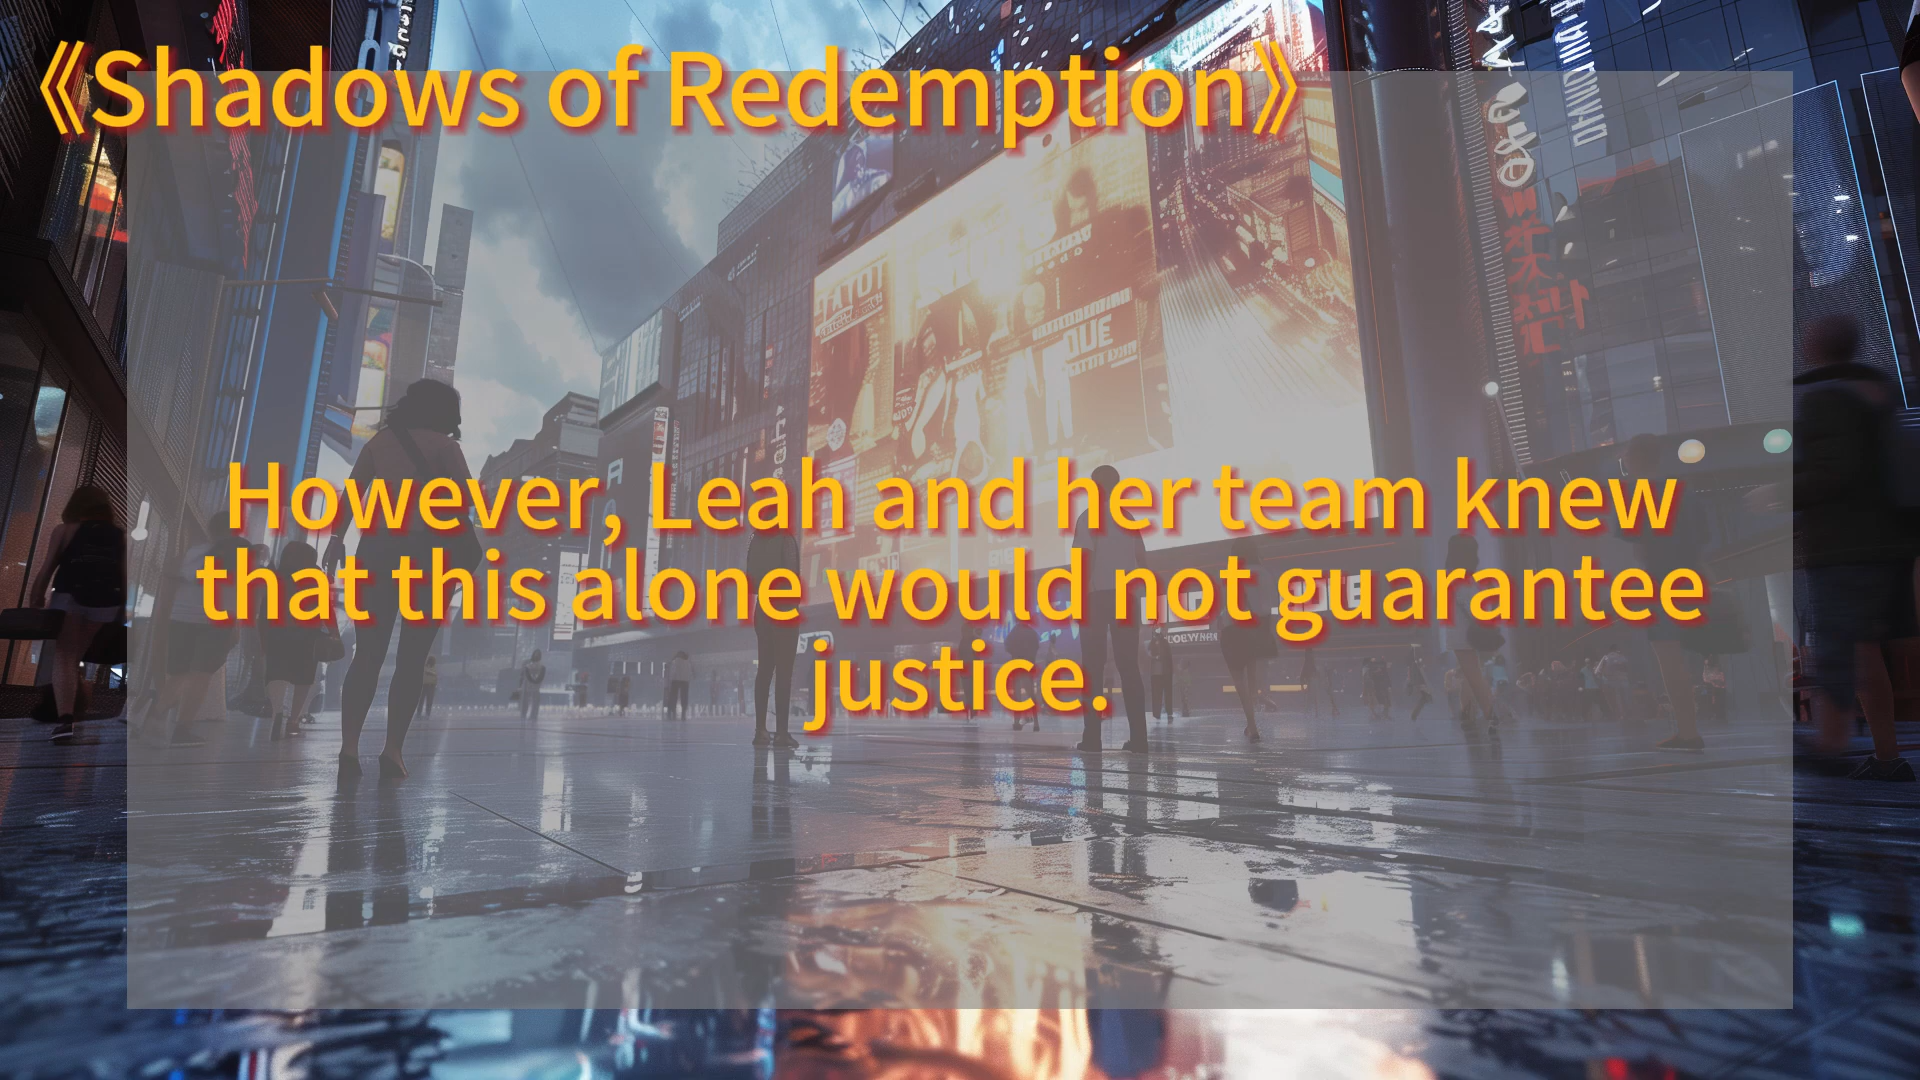 《Shadows of Redemption》
However, Leah and her team knew
that this alone would not guarantee
justice.